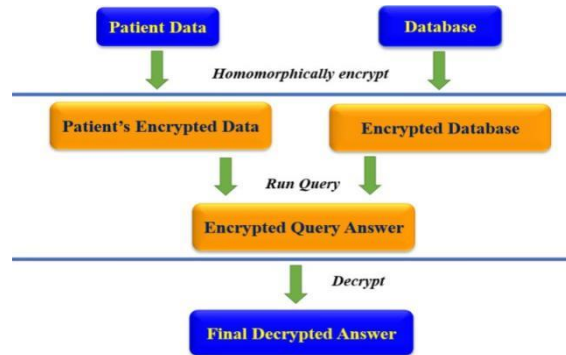 Patient Data
Database
Homomorphically encrypt
Patient's Encrypted Data
Encrypted Database
Run Query
Encrypted Query Answer
Decrypt
Final Decrypted Answer